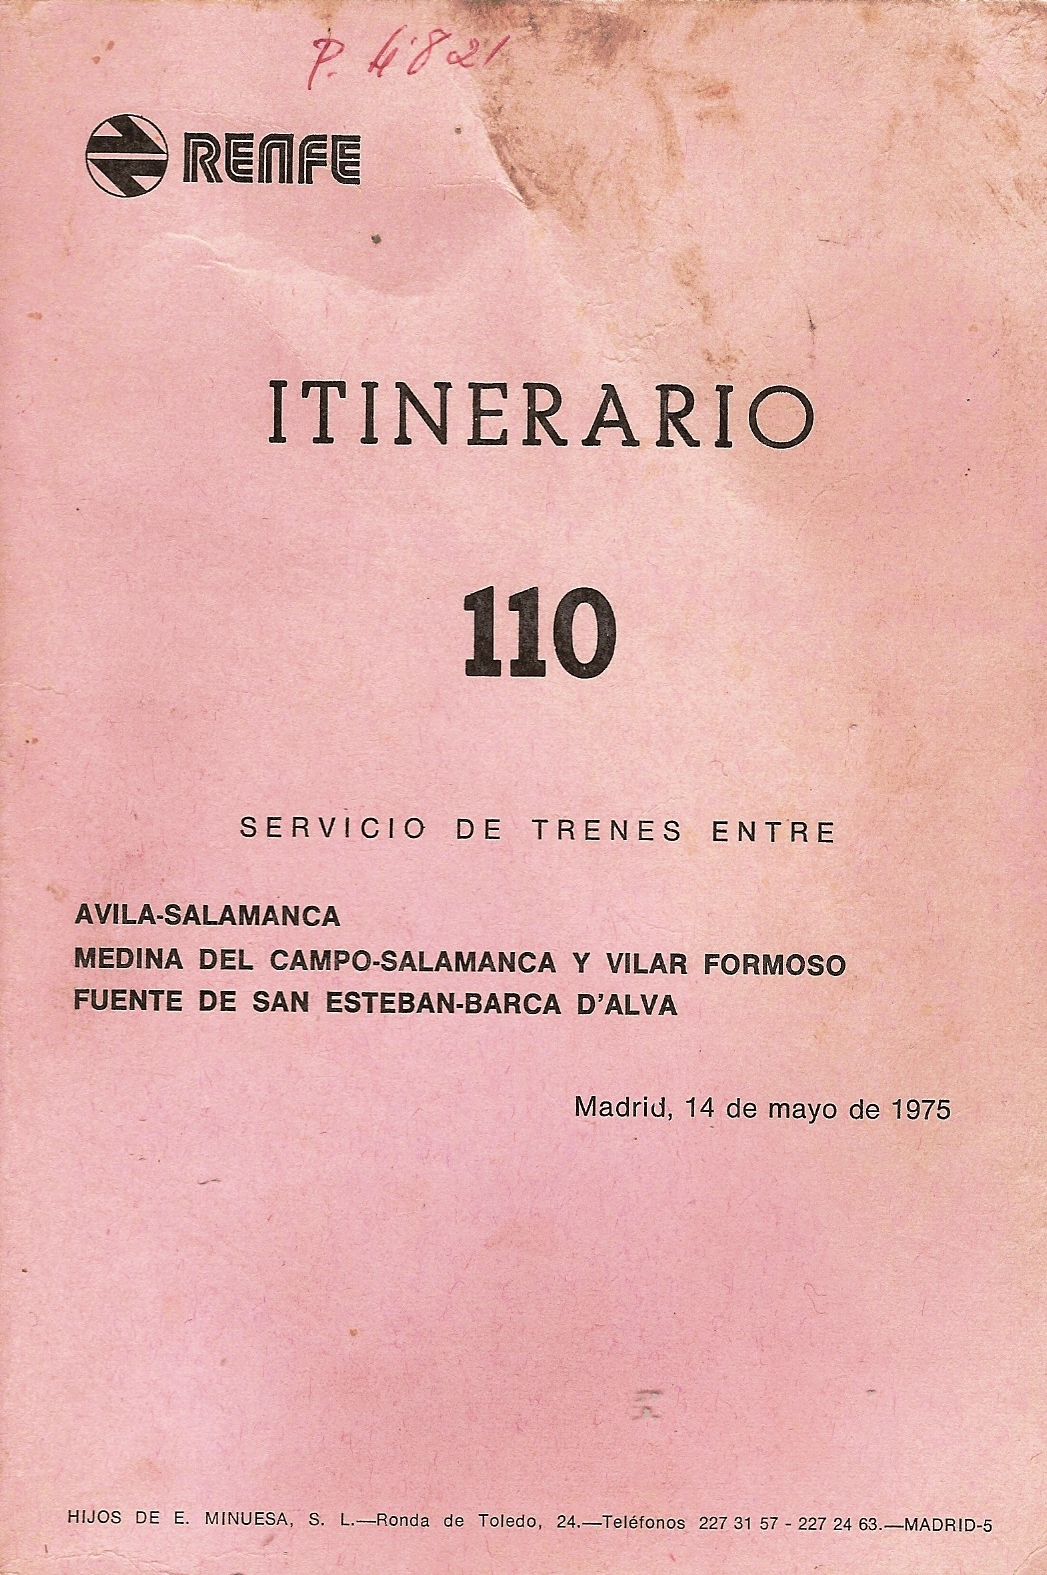 P. 4821
RENFE
ITINERARIO
110
SERVICIO DE TRENES ENTRE
AVILA-SALAMANCA
MEDINA DEL CAMPO-SALAMANCA Y VILAR FORMOSO
FUENTE DE SAN ESTEBAN-BARCA D'ALVA
Madrid, 14 de mayo de 1975
HIJOS DE E. MINUESA, S. L.—Ronda de Toledo, 24.—Teléfonos 227 31 57 - 227 24 63.—MADRID-5